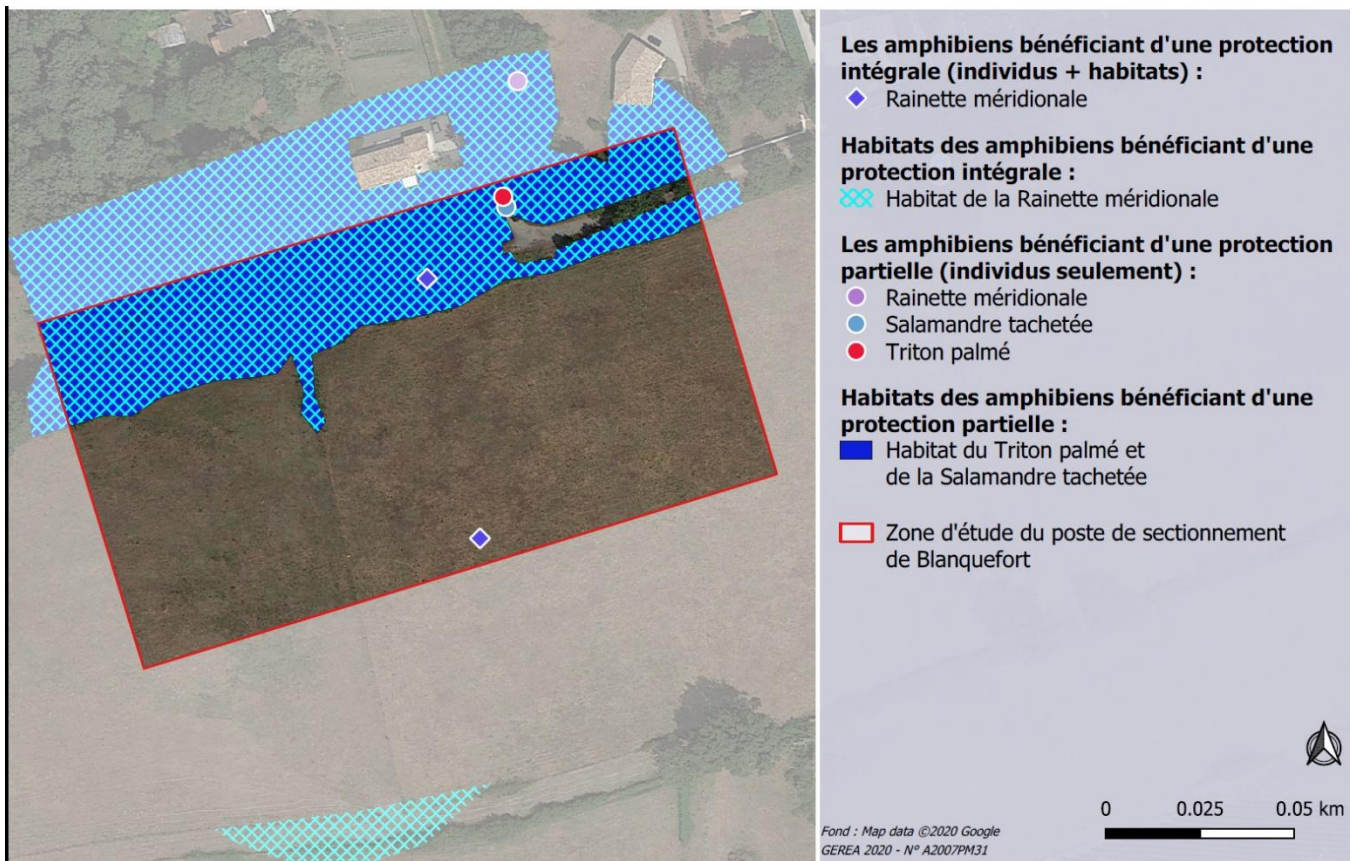 Les amphibiens bénéficiant d'une protection
intégrale (individus + habitats) :
Rainette méridionale
Habitats des amphibiens bénéficiant d'une
protection intégrale :
Habitat de la Rainette méridionale
Les amphibiens bénéficiant d'une protection
partielle (individus seulement) :
Rainette méridionale
Salamandre tachetée
Triton palmé
Habitats des amphibiens bénéficiant d'une
protection partielle :
Habitat du Triton palmé et
de la Salamandre tachetée
Zone d'étude du poste de sectionnement
de Blanquefort
0 0.025 0.05 km
Fond : Map data ©2020 Google
GEREA 2020 - N° A2007PM31